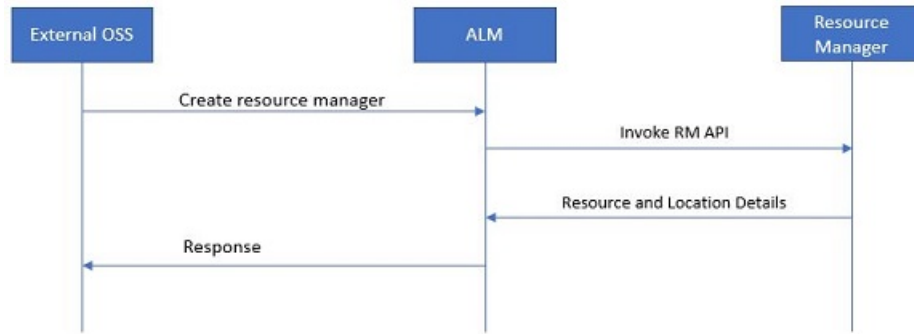 External OSS
ALM
Resource
Manager
Create resource manager
Invoke RM API
Resource and Location Details
Response